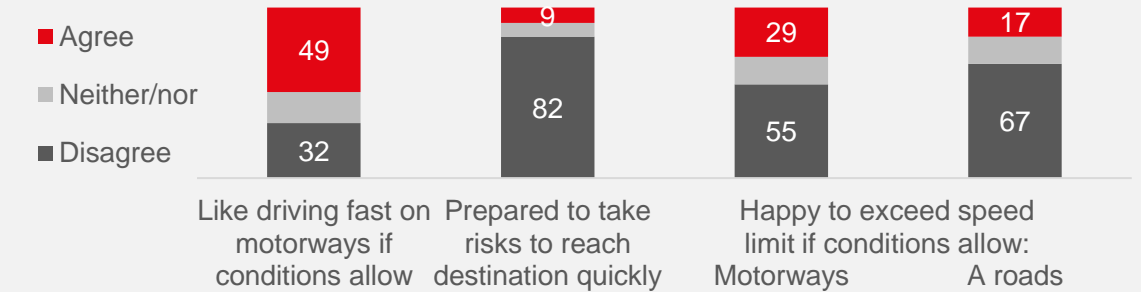 Agree
Neither/nor
Disagree
49
32
9
82
29
55
17
67
Like driving fast on
motorways if
conditions allow
Prepared to take
risks to reach
destination quickly
Happy to exceed speed
limit if conditions allow:
Motorways
A roads